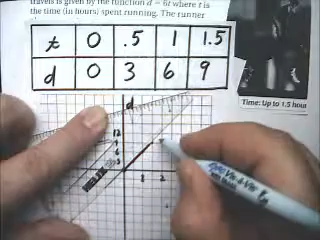 travels is given by the function d = 6t where t is
the time (in hours) spent running. The runner
t 0 .5 1 1.5
d 0 3 6 9
Time: Up to 1.5 hour
d
12
9
6
3
1 2
HELIX